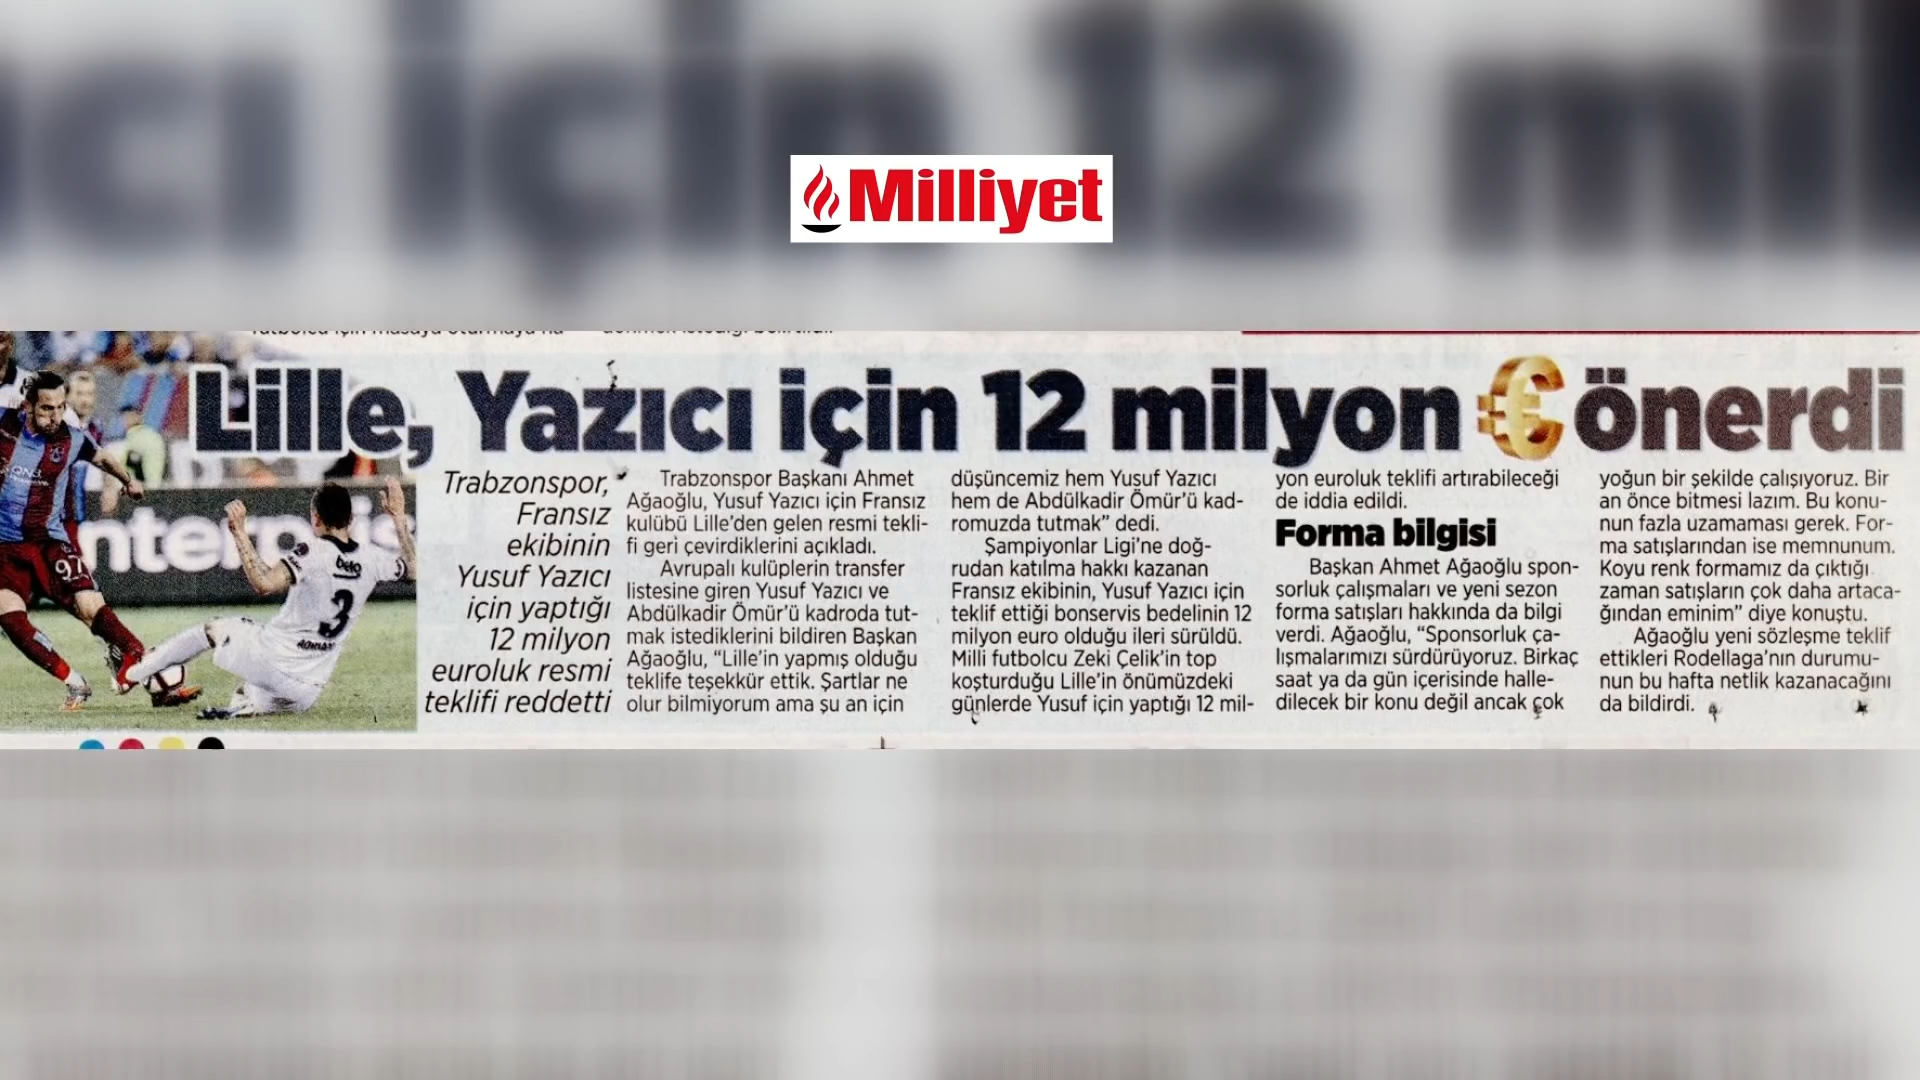 Milliyet
Lille, Yazıcı için 12 milyon € önerdi
Trabzonspor,
Fransız
ekibinin
Yusuf Yazıcı
için yaptığı
12 milyon
euroluk resmi
teklifi reddetti
Trabzonspor Başkanı Ahmet
Ağaoğlu, Yusuf Yazıcı için Fransız
kulübü Lille'den gelen resmi tekli-
fi geri çevirdiklerini açıkladı.
Avrupalı kulüplerin transfer
listesine giren Yusuf Yazıcı ve
Abdülkadir Ömür'ü kadroda tut-
mak istediklerini bildiren Başkan
Ağaoğlu, "Lille'in yapmış olduğu
teklife teşekkür ettik. Şartlar ne
olur bilmiyorum ama şu an için
düşüncemiz hem Yusuf Yazıcı
hem de Abdülkadir Ömür'ü kad-
romuzda tutmak" dedi.
Şampiyonlar Ligi'ne doğ-
rudan katılma hakkı kazanan
Fransız ekibinin, Yusuf Yazıcı için
teklif ettiği bonservis bedelinin 12
milyon euro olduğu ileri sürüldü.
Milli futbolcu Zeki Çelik'in top
koşturduğu Lille'in önümüzdeki
günlerde Yusuf için yaptığı 12 mil-
yon euroluk teklifi artırabileceği
de iddia edildi.
Forma bilgisi
Başkan Ahmet Ağaoğlu spon-
sorluk çalışmaları ve yeni sezon
forma satışları hakkında da bilgi
verdi. Ağaoğlu, "Sponsorluk ça-
lışmalarımızı sürdürüyoruz. Birkaç
saat ya da gün içerisinde halle-
dilecek bir konu değil ancak çok
yoğun bir şekilde çalışıyoruz. Bir
an önce bitmesi lazım. Bu konu-
nun fazla uzamaması gerek. For-
ma satışlarından ise memnunum.
Koyu renk formamız da çıktığı
zaman satışların çok daha artaca-
ğından eminim" diye konuştu.
Ağaoğlu yeni sözleşme teklif
ettikleri Rodellaga'nın durumu-
nun bu hafta netlik kazanacağını
da bildirdi.
97
beko
3